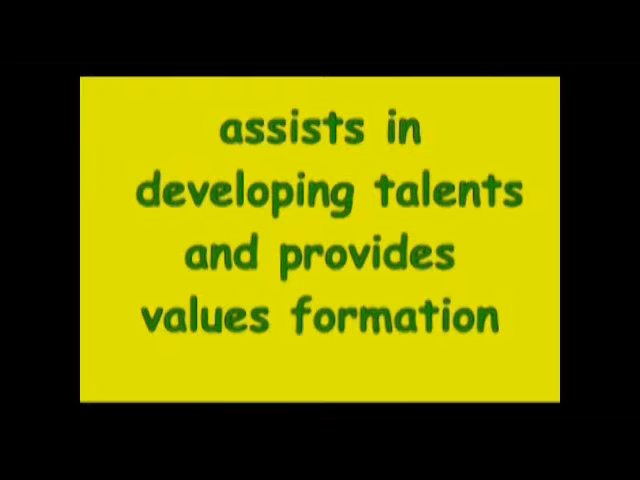 assists in
developing talents
and provides
values formation